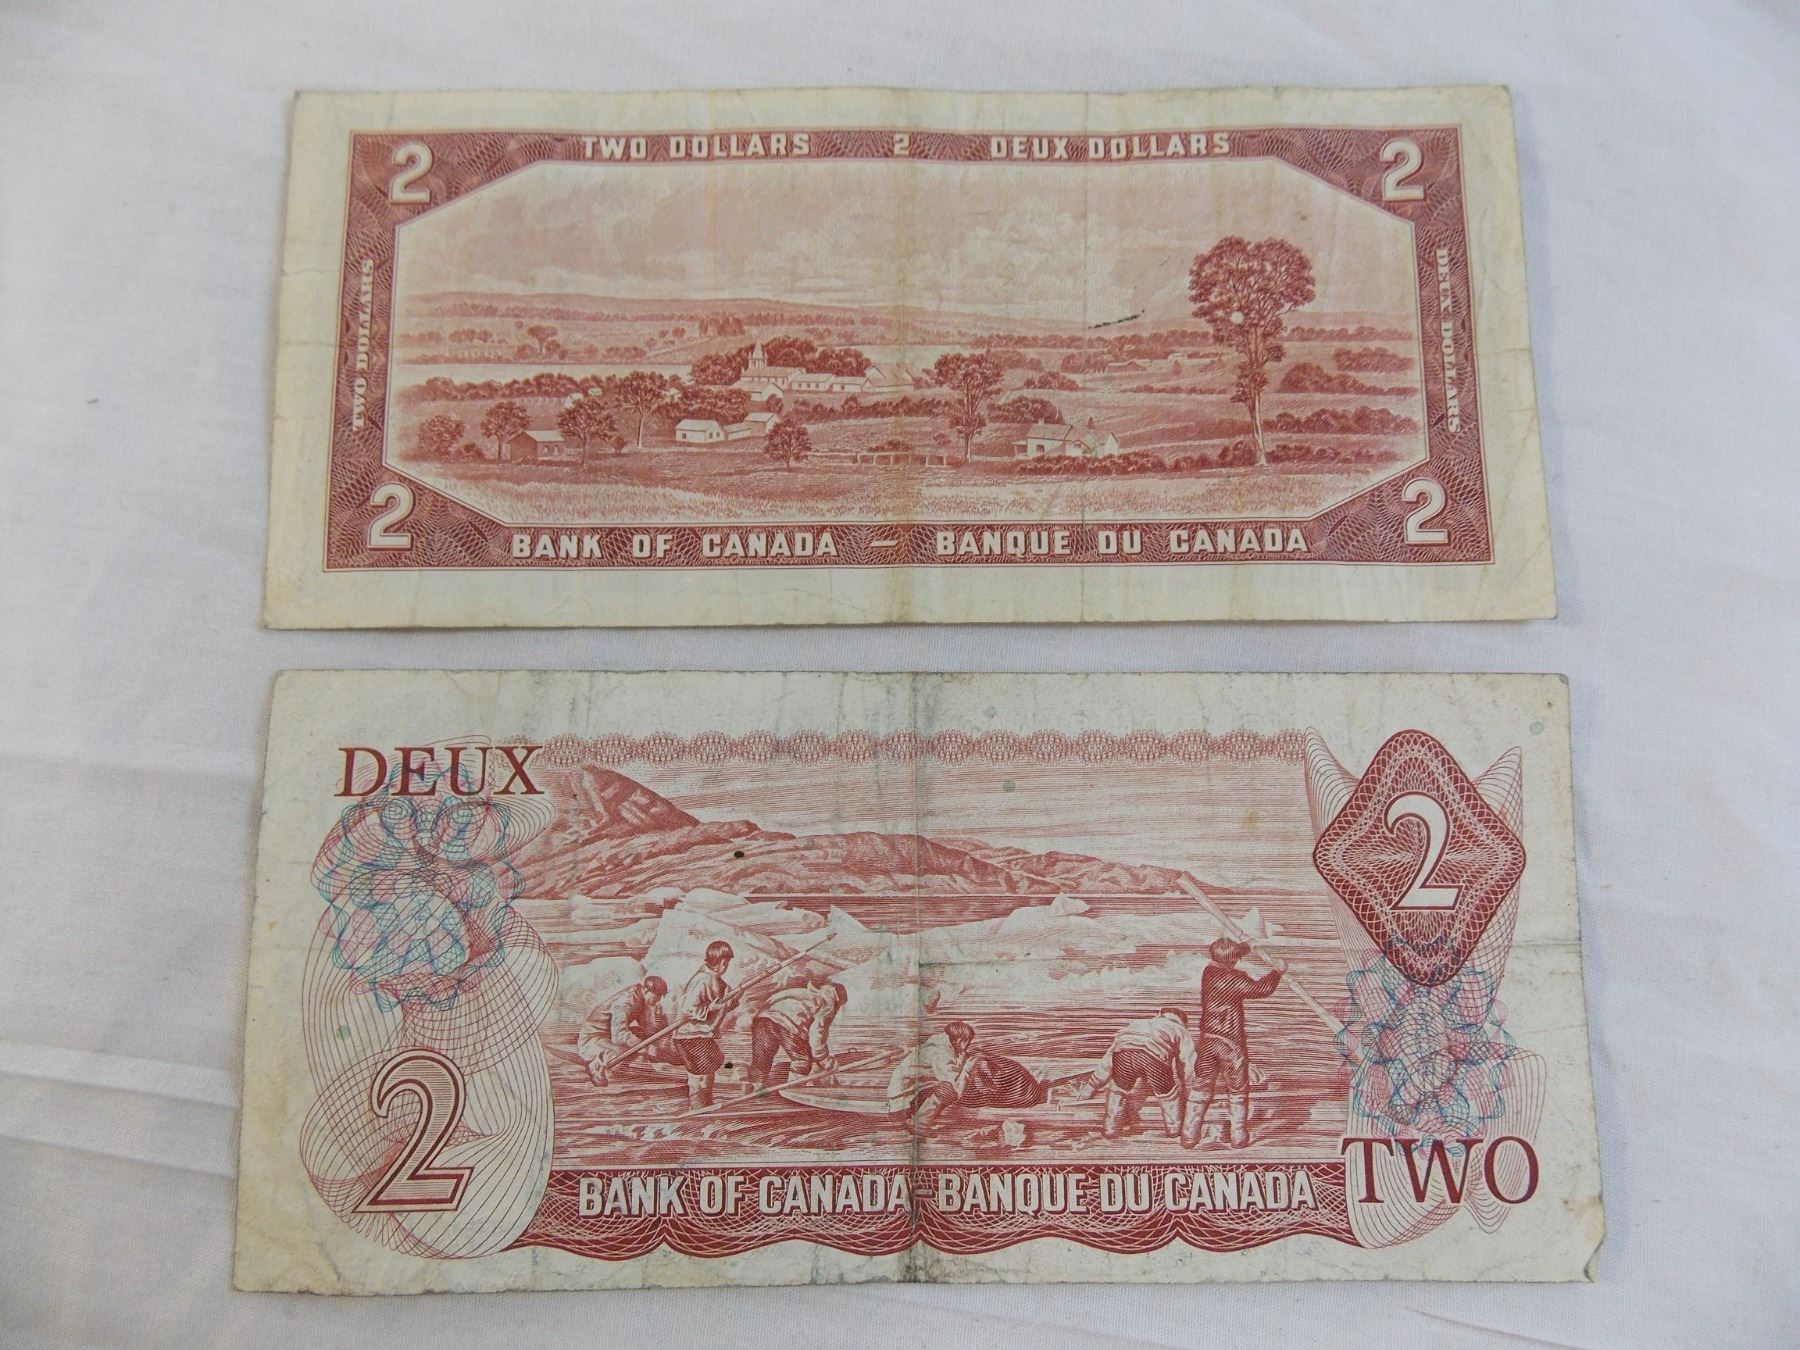 TWO DOLLARS 2 DEUX DOLLARS
2 2
TWO DOLLARS DEUX DOLLARS
2 2
BANK OF CANADA – BANQUE DU CANADA
DEUX
2
2
BANK OF CANADA-BANQUE DU CANADA
TWO